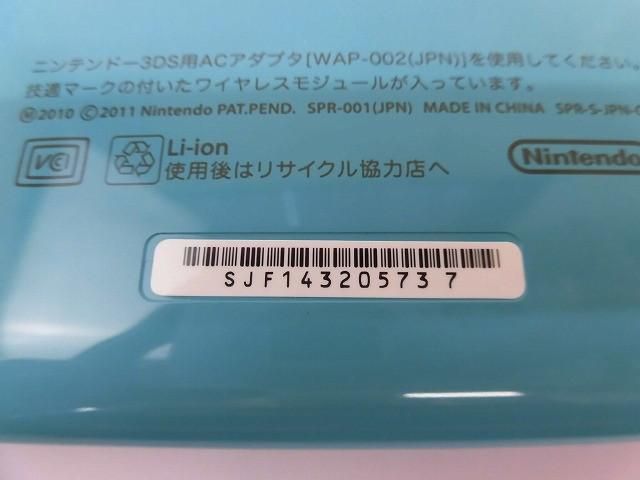 ニンテンドー3DS用ACアダプタ[WAP-002(JPN)]を使用してください。
技適マークの付いたワイヤレスモジュールが入っています。
Ⓜ2010 Ⓒ2011 Nintendo PAT.PEND. SPR-001(JPN) MADE IN CHINA SPR-S-JPN-
VCI
Li-ion
使用後はリサイクル協力店へ
Nintendo
SJF14320573 7